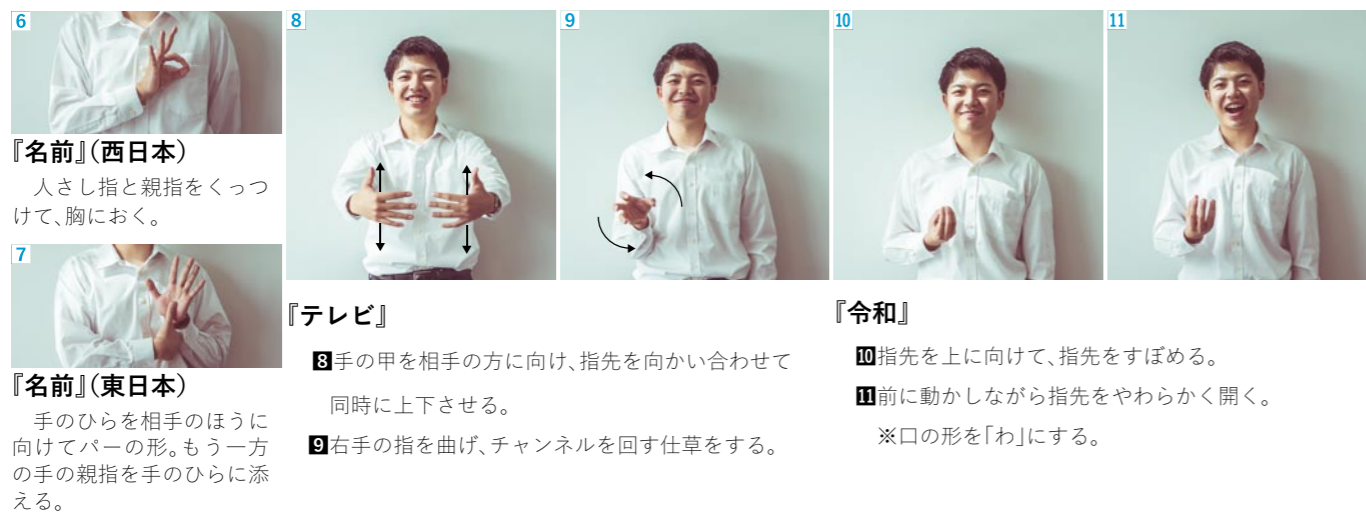 6
『名前』(西日本)
人さし指と親指をくっつ
けて、胸におく。
7
『名前』(東日本)
手のひらを相手のほうに
向けてパーの形。もう一方
の手の親指を手のひらに添
える。
8
9
『テレビ』
8手の甲を相手の方に向け、指先を向かい合わせて
同時に上下させる。
9右手の指を曲げ、チャンネルを回す仕草をする。
10
11
『令和』
10指先を上に向けて、指先をすぼめる。
11前に動かしながら指先をやわらかく開く。
※口の形を「わ」にする。